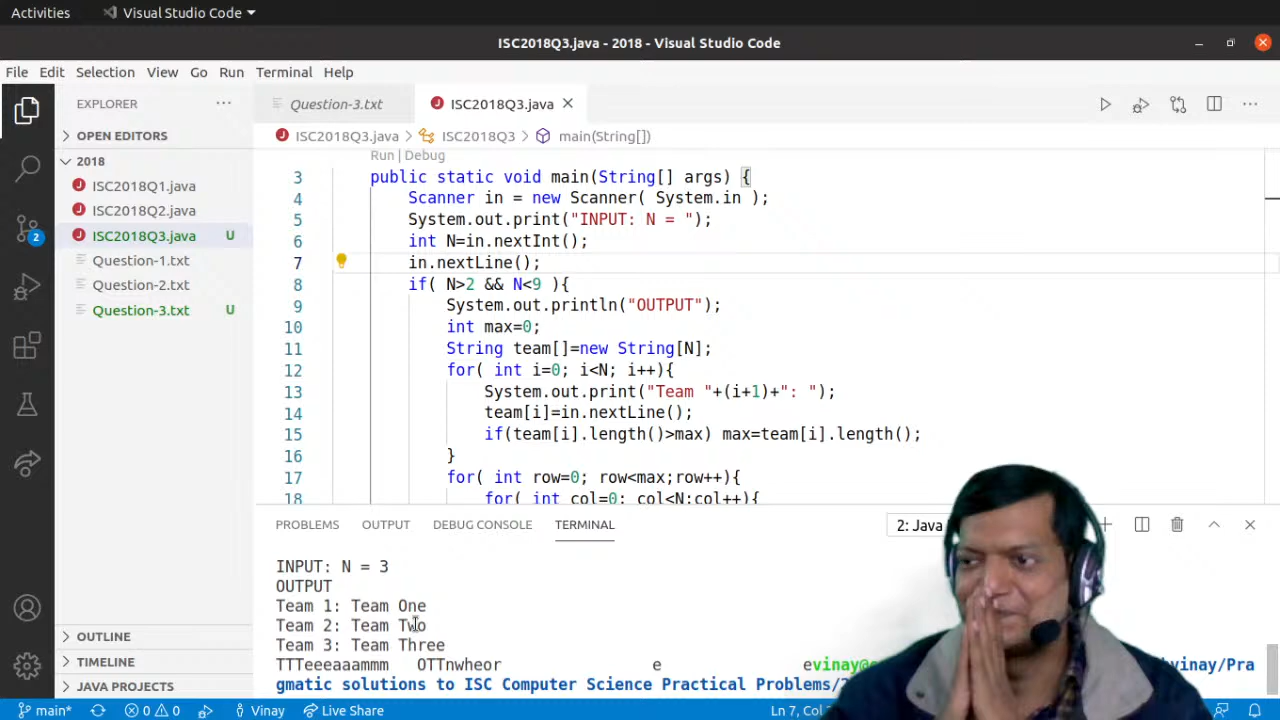 Activities Visual Studio Code
ISC2018Q3.java - 2018 - Visual Studio Code
File Edit Selection View Go Run Terminal Help
EXPLORER
Question-3.txt ISC2018Q3.java
OPEN EDITORS
ISC2018Q3.java > ISC2018Q3 > main(String[])
2018
ISC2018Q1.java
ISC2018Q2.java
ISC2018Q3.java U
Question-1.txt
Question-2.txt
Question-3.txt U
2
OUTLINE
TIMELINE
JAVA PROJECTS
Run | Debug
3 public static void main(String[] args) {
4 Scanner in = new Scanner( System.in );
5 System.out.print("INPUT: N = ");
6 int N=in.nextInt();
7 in.nextLine();
8 if( N>2 && N<9 ){
9 System.out.println("OUTPUT");
10 int max=0;
11 String team[]=new String[N];
12 for( int i=0; i<N; i++){
13 System.out.print("Team "+(i+1)+": ");
14 team[i]=in.nextLine();
15 if(team[i].length()>max) max=team[i].length();
16 }
17 for( int row=0; row<max;row++){
18 for( int col=0; col<N;col++){
PROBLEMS OUTPUT DEBUG CONSOLE TERMINAL 2: Java
INPUT: N = 3
OUTPUT
Team 1: Team One
Team 2: Team Two
Team 3: Team Three
TTTeeeaaammm   OTTnwheor                e               evinay@ vinay/Pra
gmatic solutions to ISC Computer Science Practical Problems/
main* 0 0 Vinay Live Share Ln 7, Col